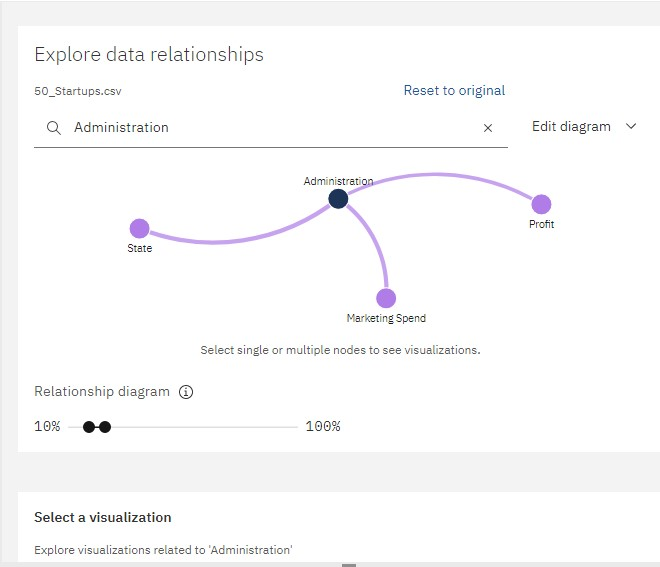 Explore data relationships
50_Startups.csv
Reset to original
Administration
Edit diagram
Administration
Profit
State
Marketing Spend
Select single or multiple nodes to see visualizations.
Relationship diagram
10%
100%
Select a visualization
Explore visualizations related to 'Administration'